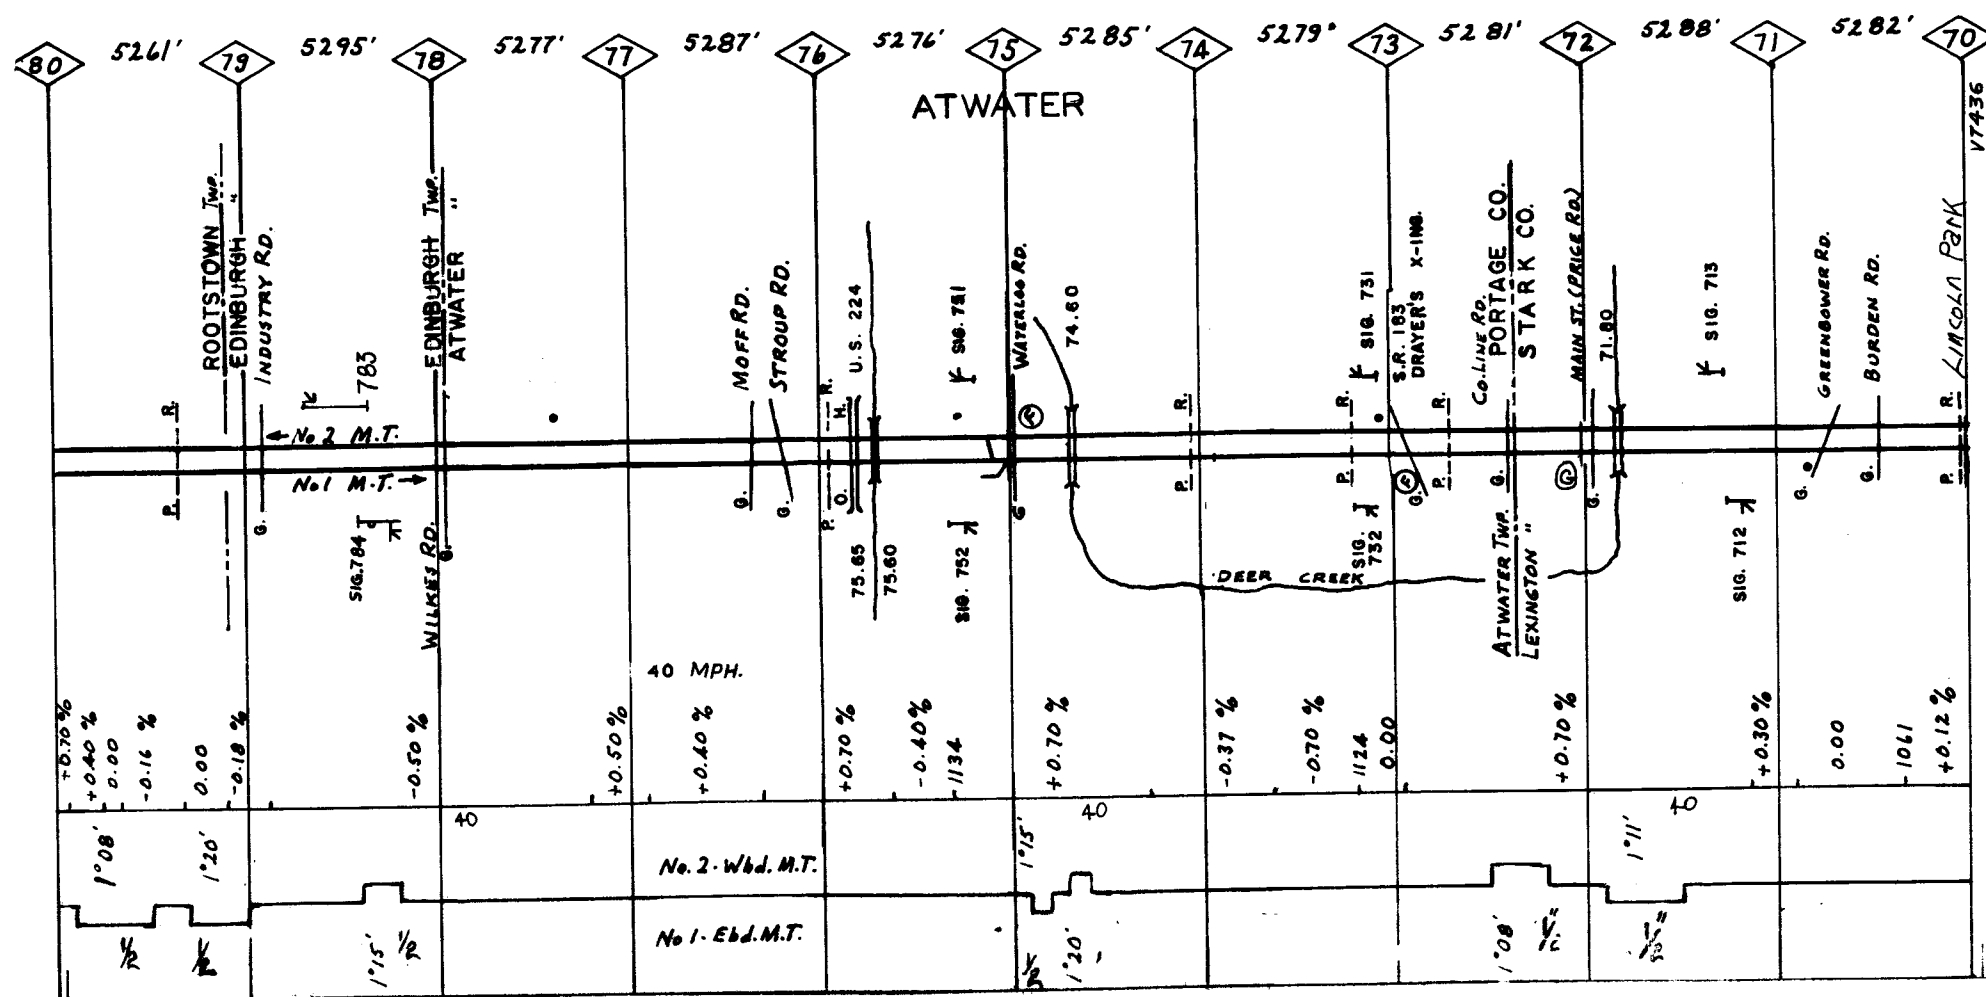 80 5261' 79 5295' 78 5277' 77 5287' 76 5276' 75 5285' 74 5279' 73 5281' 72 5288' 71 5282' 70
V7436
ATWATER
ROOTSTOWN TWP.
EDINBURGH "
INDUSTRY RD.
783
EDINBURGH TWP.
ATWATER "
MOFF RD.
STROUP RD.
U.S. 224
SIG. 751
WATERLOO RD.
74.60
SIG. 731
S.R. 183
DRAYER'S X-ING.
Co. LINE RD.
PORTAGE CO.
STARK CO.
MAIN ST. (PRICE RD.)
71.80
SIG. 713
GREENBOWER RD.
BURDEN RD.
LINCOLN PARK
P. R.
No 2 M.T.
No 1 M.T.
G.
SIG. 784
WILKES RD.
G.
G.
G.
P. R.
O. H.
75.65
75.60
SIG. 752
G
F
P. R.
P. R.
SIG. 732
F
G.
P. R.
G.
G
G.
DEER CREEK
ATWATER TWP.
LEXINGTON "
SIG. 712
G.
G.
P. R.
40 MPH.
+0.70% +0.40% 0.00 -0.16% 0.00 -0.18% -0.50% +0.50% +0.40% +0.70% -0.40% 1134 +0.70% -0.37% -0.70% 1124 0.00 +0.70% +0.30% 0.00 1061 +0.12%
40 40 40
1°08' 1°20' 1°15' 1°11'
No. 2 - Wbd. M.T.
No 1 - Ebd. M.T.
1/2 1/2 1°15' 1/2 1/2 1°20' 1°08'